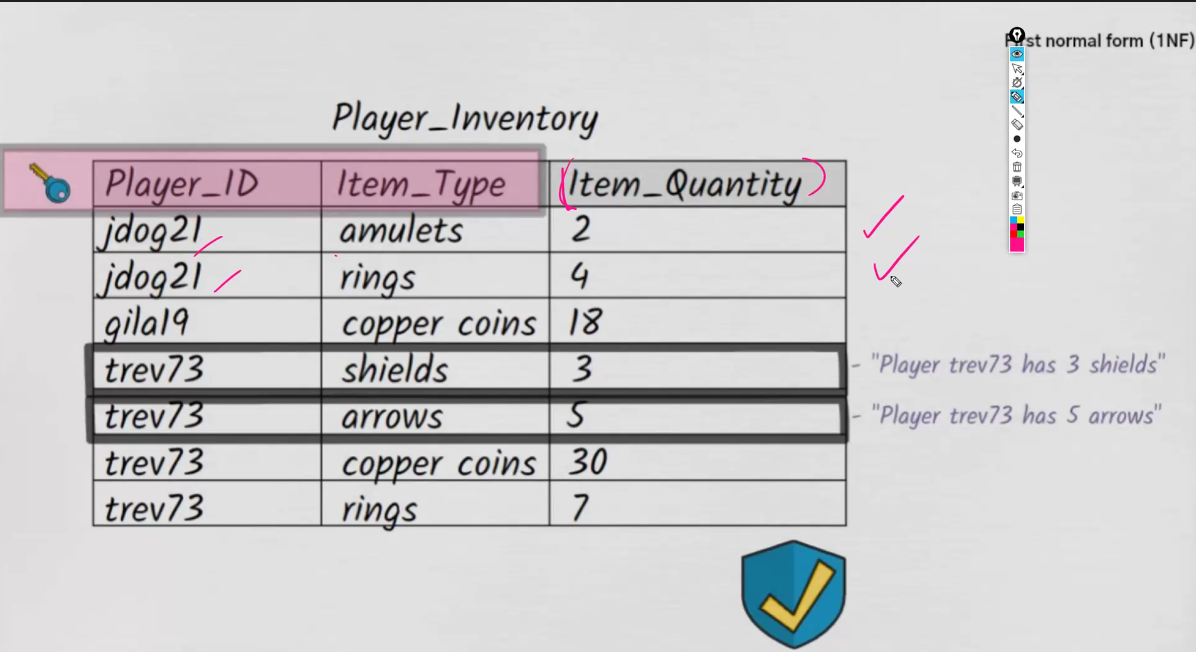 First normal form (1NF)
Player_Inventory
Player_ID Item_Type Item_Quantity
jdog21 amulets 2
jdog21 rings 4
gila19 copper coins 18
trev73 shields 3 - "Player trev73 has 3 shields"
trev73 arrows 5 - "Player trev73 has 5 arrows"
trev73 copper coins 30
trev73 rings 7